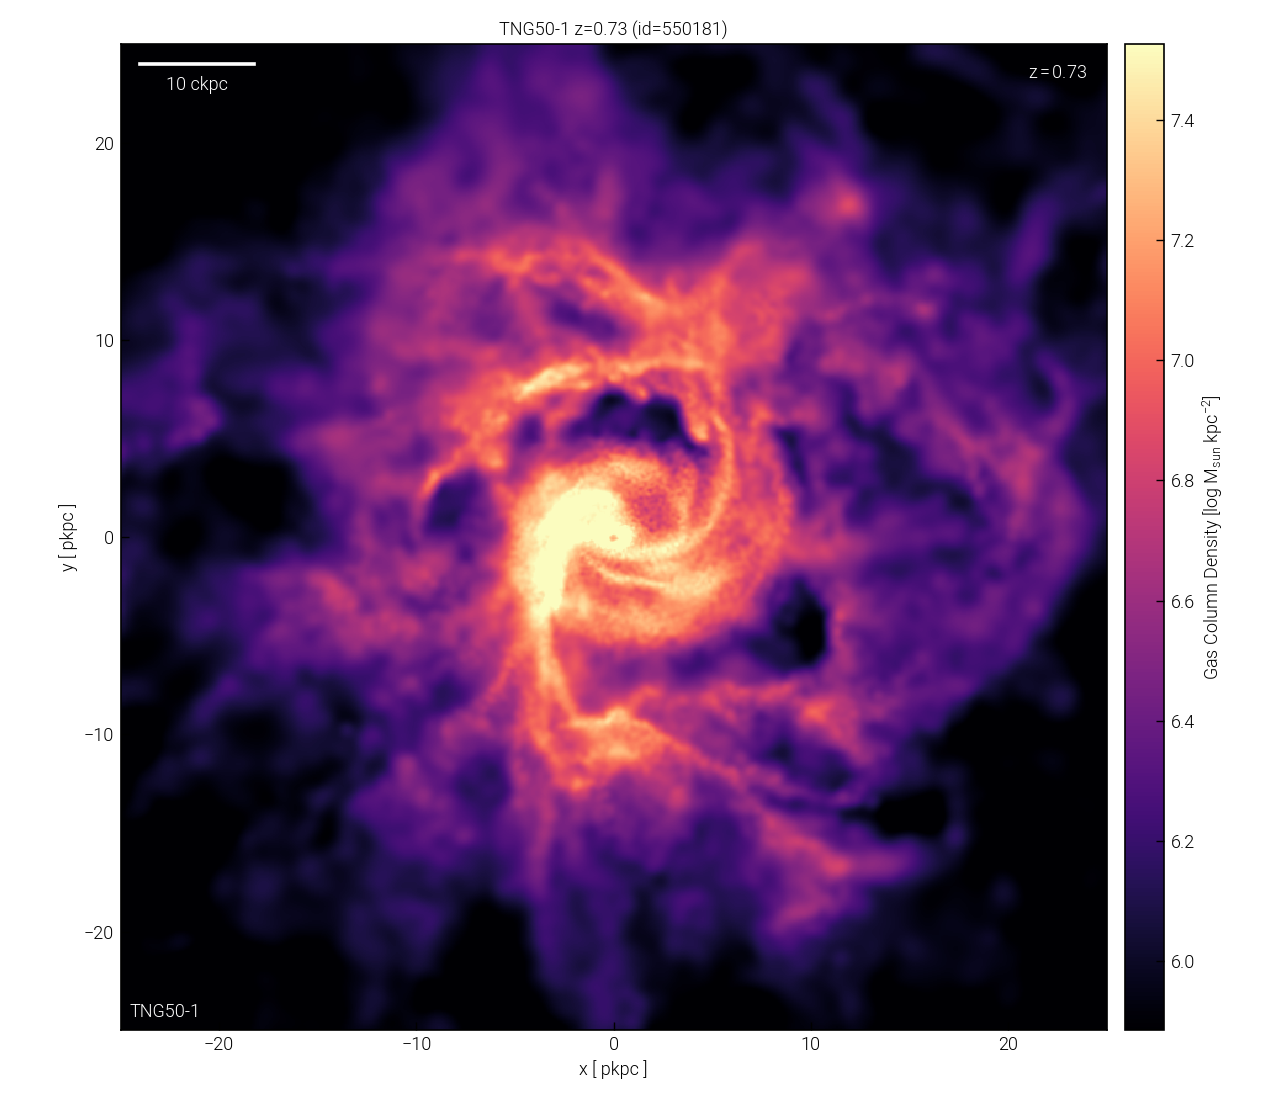 TNG50-1 z=0.73 (id=550181)
10 ckpc
z=0.73
20
10
0
−10
−20
y [ pkpc ]
TNG50-1
−20
−10
0
10
20
x [ pkpc ]
7.4
7.2
7.0
6.8
6.6
6.4
6.2
6.0
Gas Column Density [log M_sun kpc^−2]